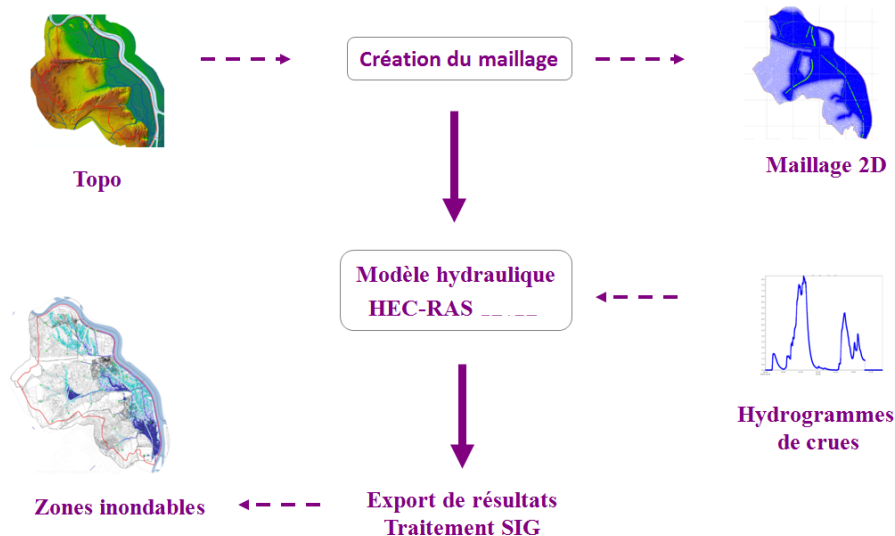 Création du maillage
Topo
Maillage 2D
Modèle hydraulique
HEC-RAS
Hydrogrammes
de crues
Zones inondables
Export de résultats
Traitement SIG